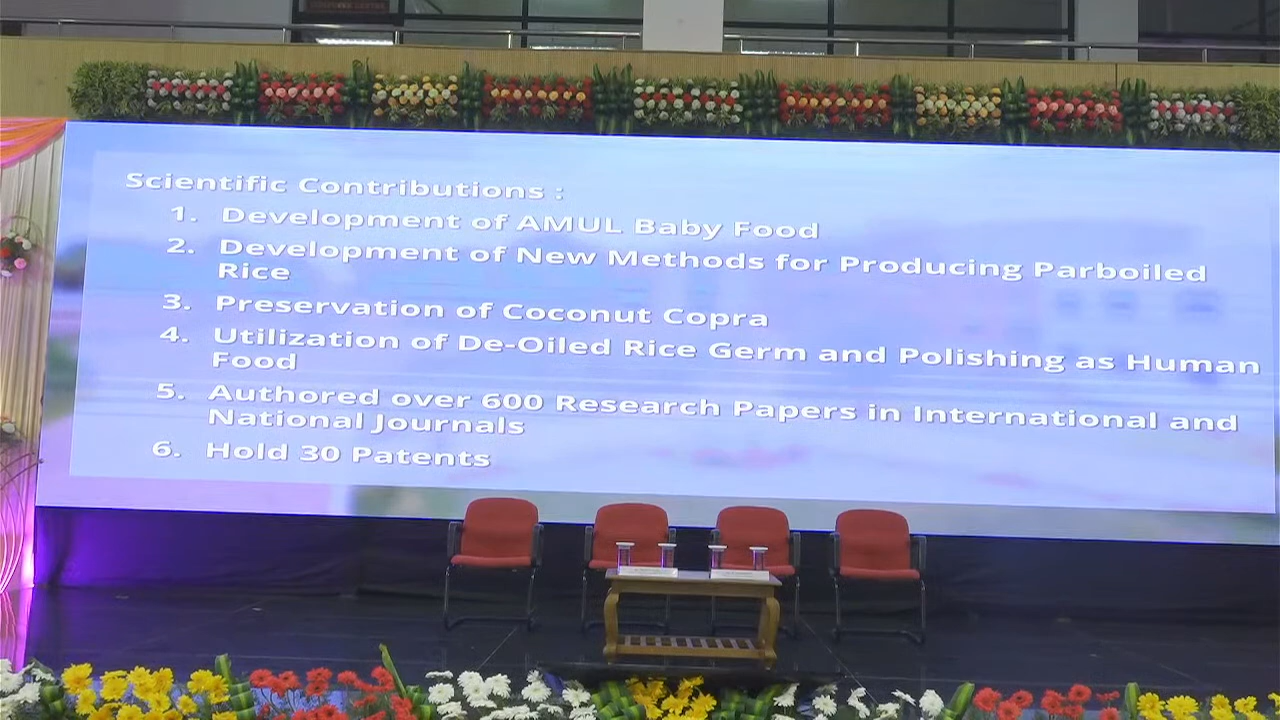 Scientific Contributions :
1. Development of AMUL Baby Food
2. Development of New Methods for Producing Parboiled
Rice
3. Preservation of Coconut Copra
4. Utilization of De-Oiled Rice Germ and Polishing as Human
Food
5. Authored over 600 Research Papers in International and
National Journals
6. Hold 30 Patents